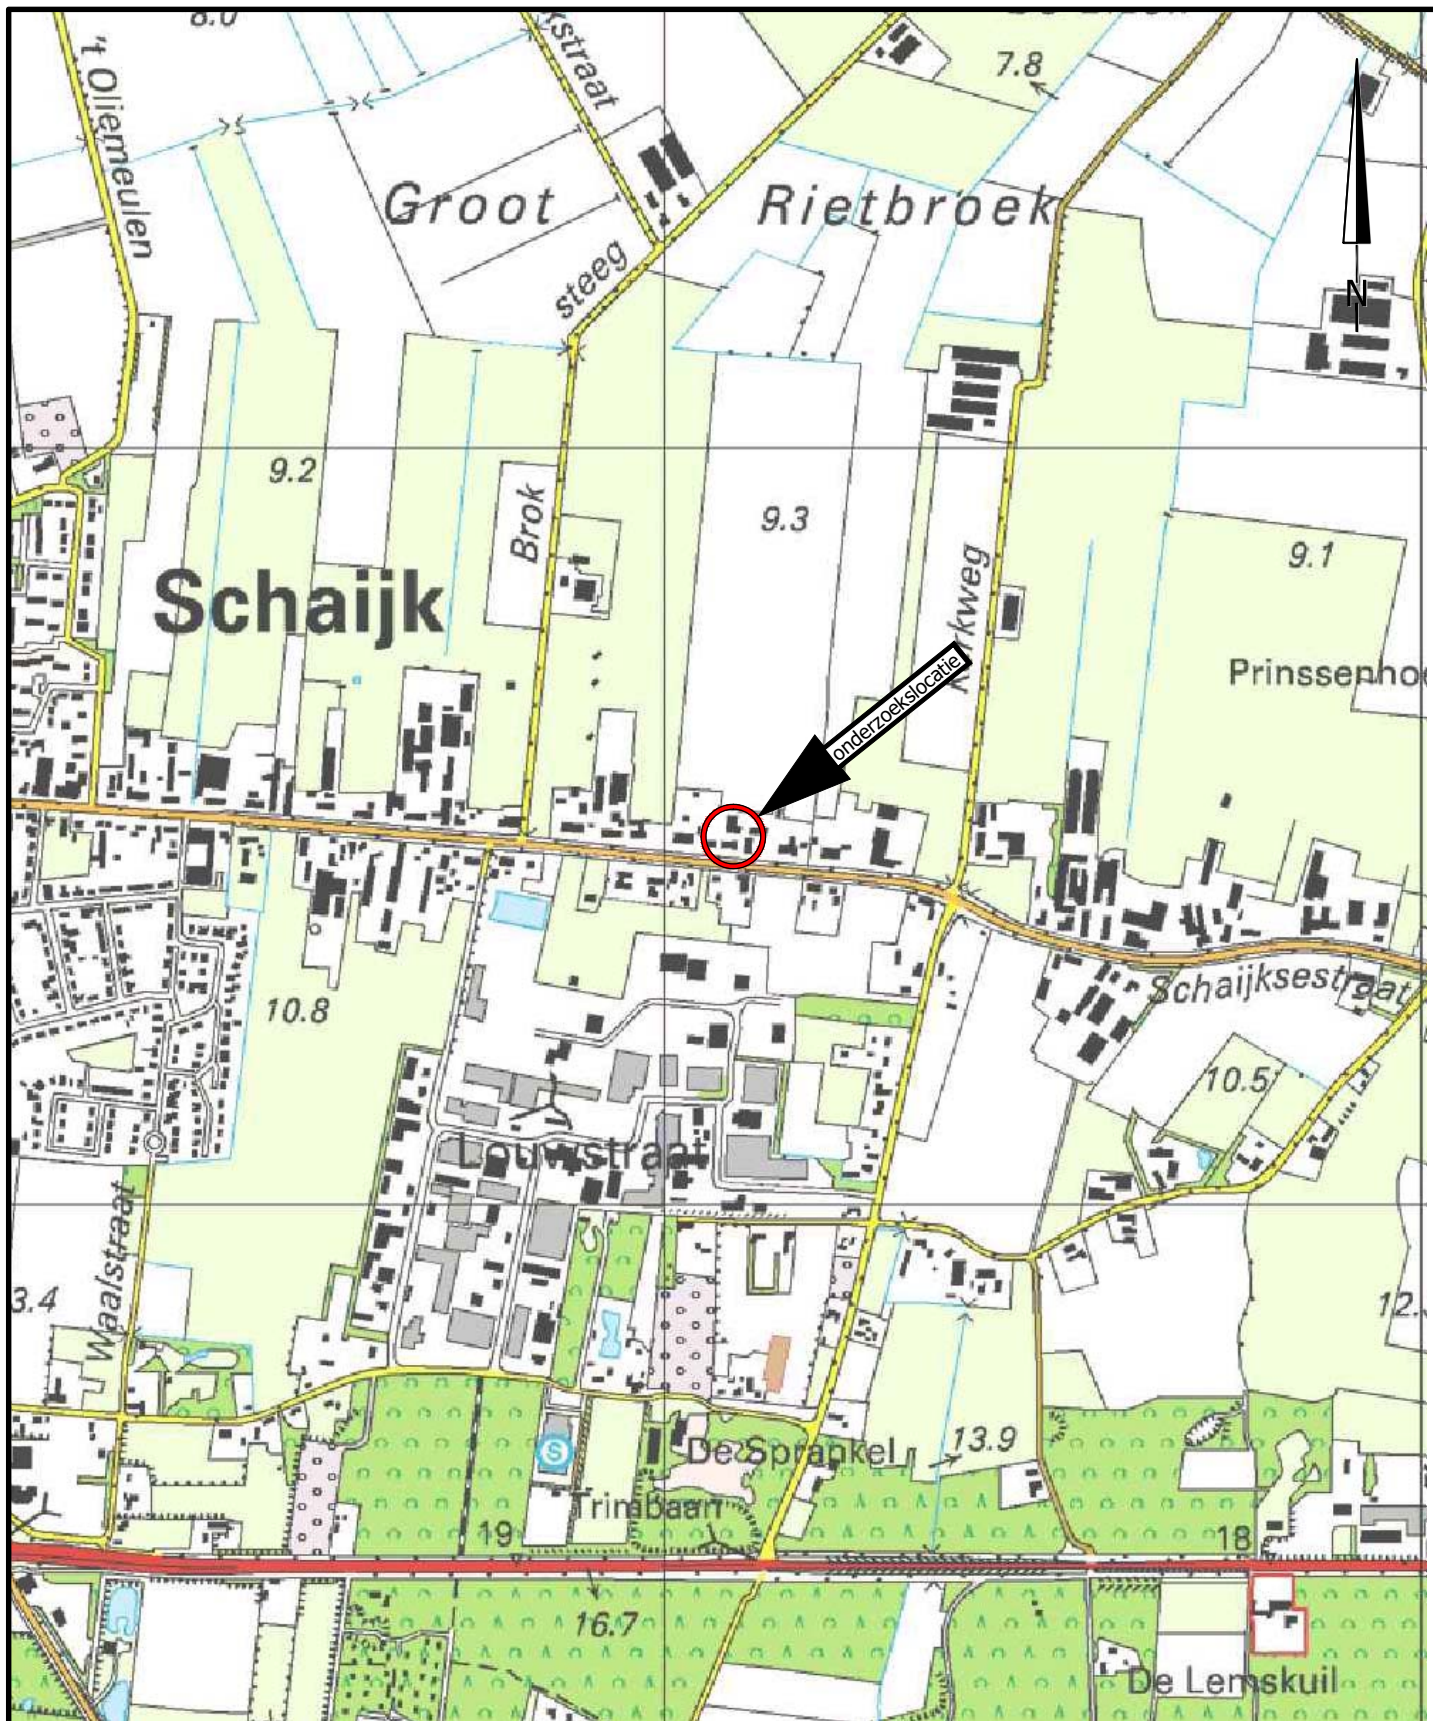 8.0
kstraat
7.8
't Oliemeulen
Groot
Rietbroek
steeg
N
9.2
Brok
9.3
9.1
Schaijk
Kerkweg
onderzoekslocatie
Prinssenhoe
Schaijksestraat
10.8
10.5
Louwstraat
Waalstraat
3.4
12.
De Sprankel
13.9
S
Trimbaan
19
18
16.7
De Lemskuil